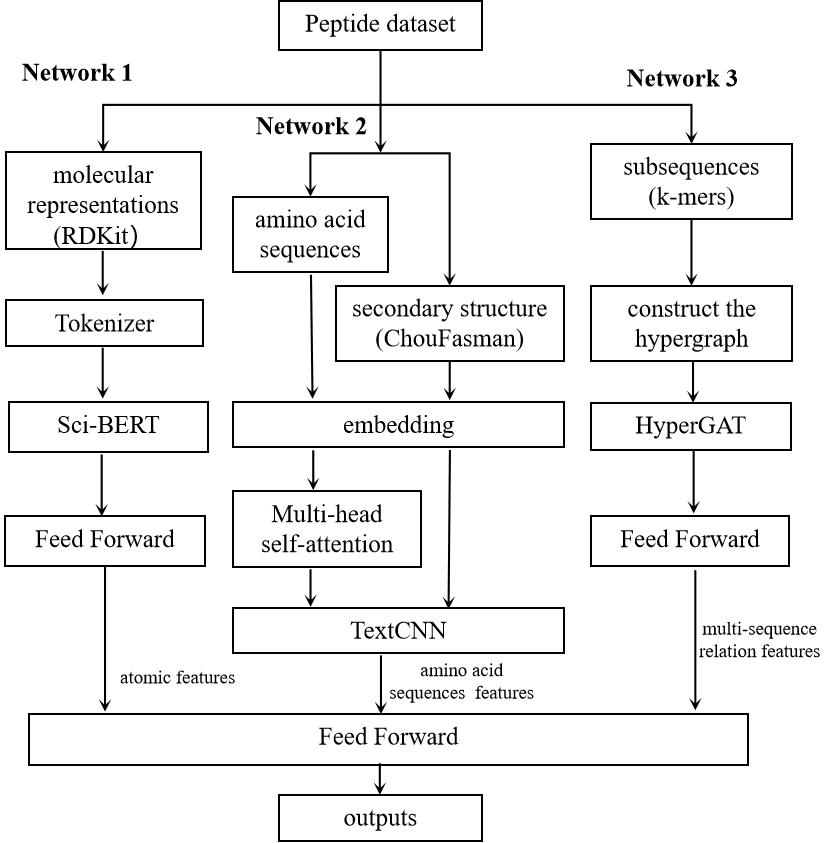 Peptide dataset
Network 1
Network 3
Network 2
molecular
representations
(RDKit)
subsequences
(k-mers)
amino acid
sequences
Tokenizer
secondary structure
(ChouFasman)
construct the
hypergraph
Sci-BERT
embedding
HyperGAT
Feed Forward
Multi-head
self-attention
Feed Forward
TextCNN
multi-sequence
relation features
atomic features
amino acid
sequences features
Feed Forward
outputs